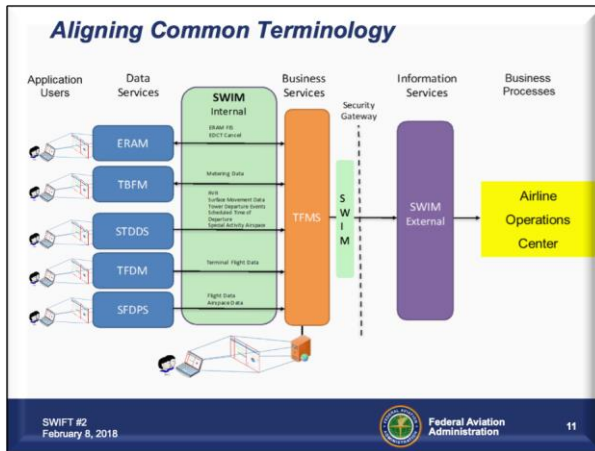 Aligning Common Terminology
Application
Users
Data
Services
SWIM
Internal
Business
Services
Security
Gateway
Information
Services
Business
Processes
ERAM
TBFM
STDDS
TFDM
SFDPS
ERAM FIS
EDCT Cancel
Metering Data
RVR
Surface Movement Data
Tower Departure Events
Scheduled Time of
Departure
Special Activity Airspace
Terminal Flight Data
Flight Data
Airspace Data
TFMS
S
W
I
M
SWIM
External
Airline
Operations
Center
SWIFT #2
February 8, 2018
Federal Aviation
Administration
11